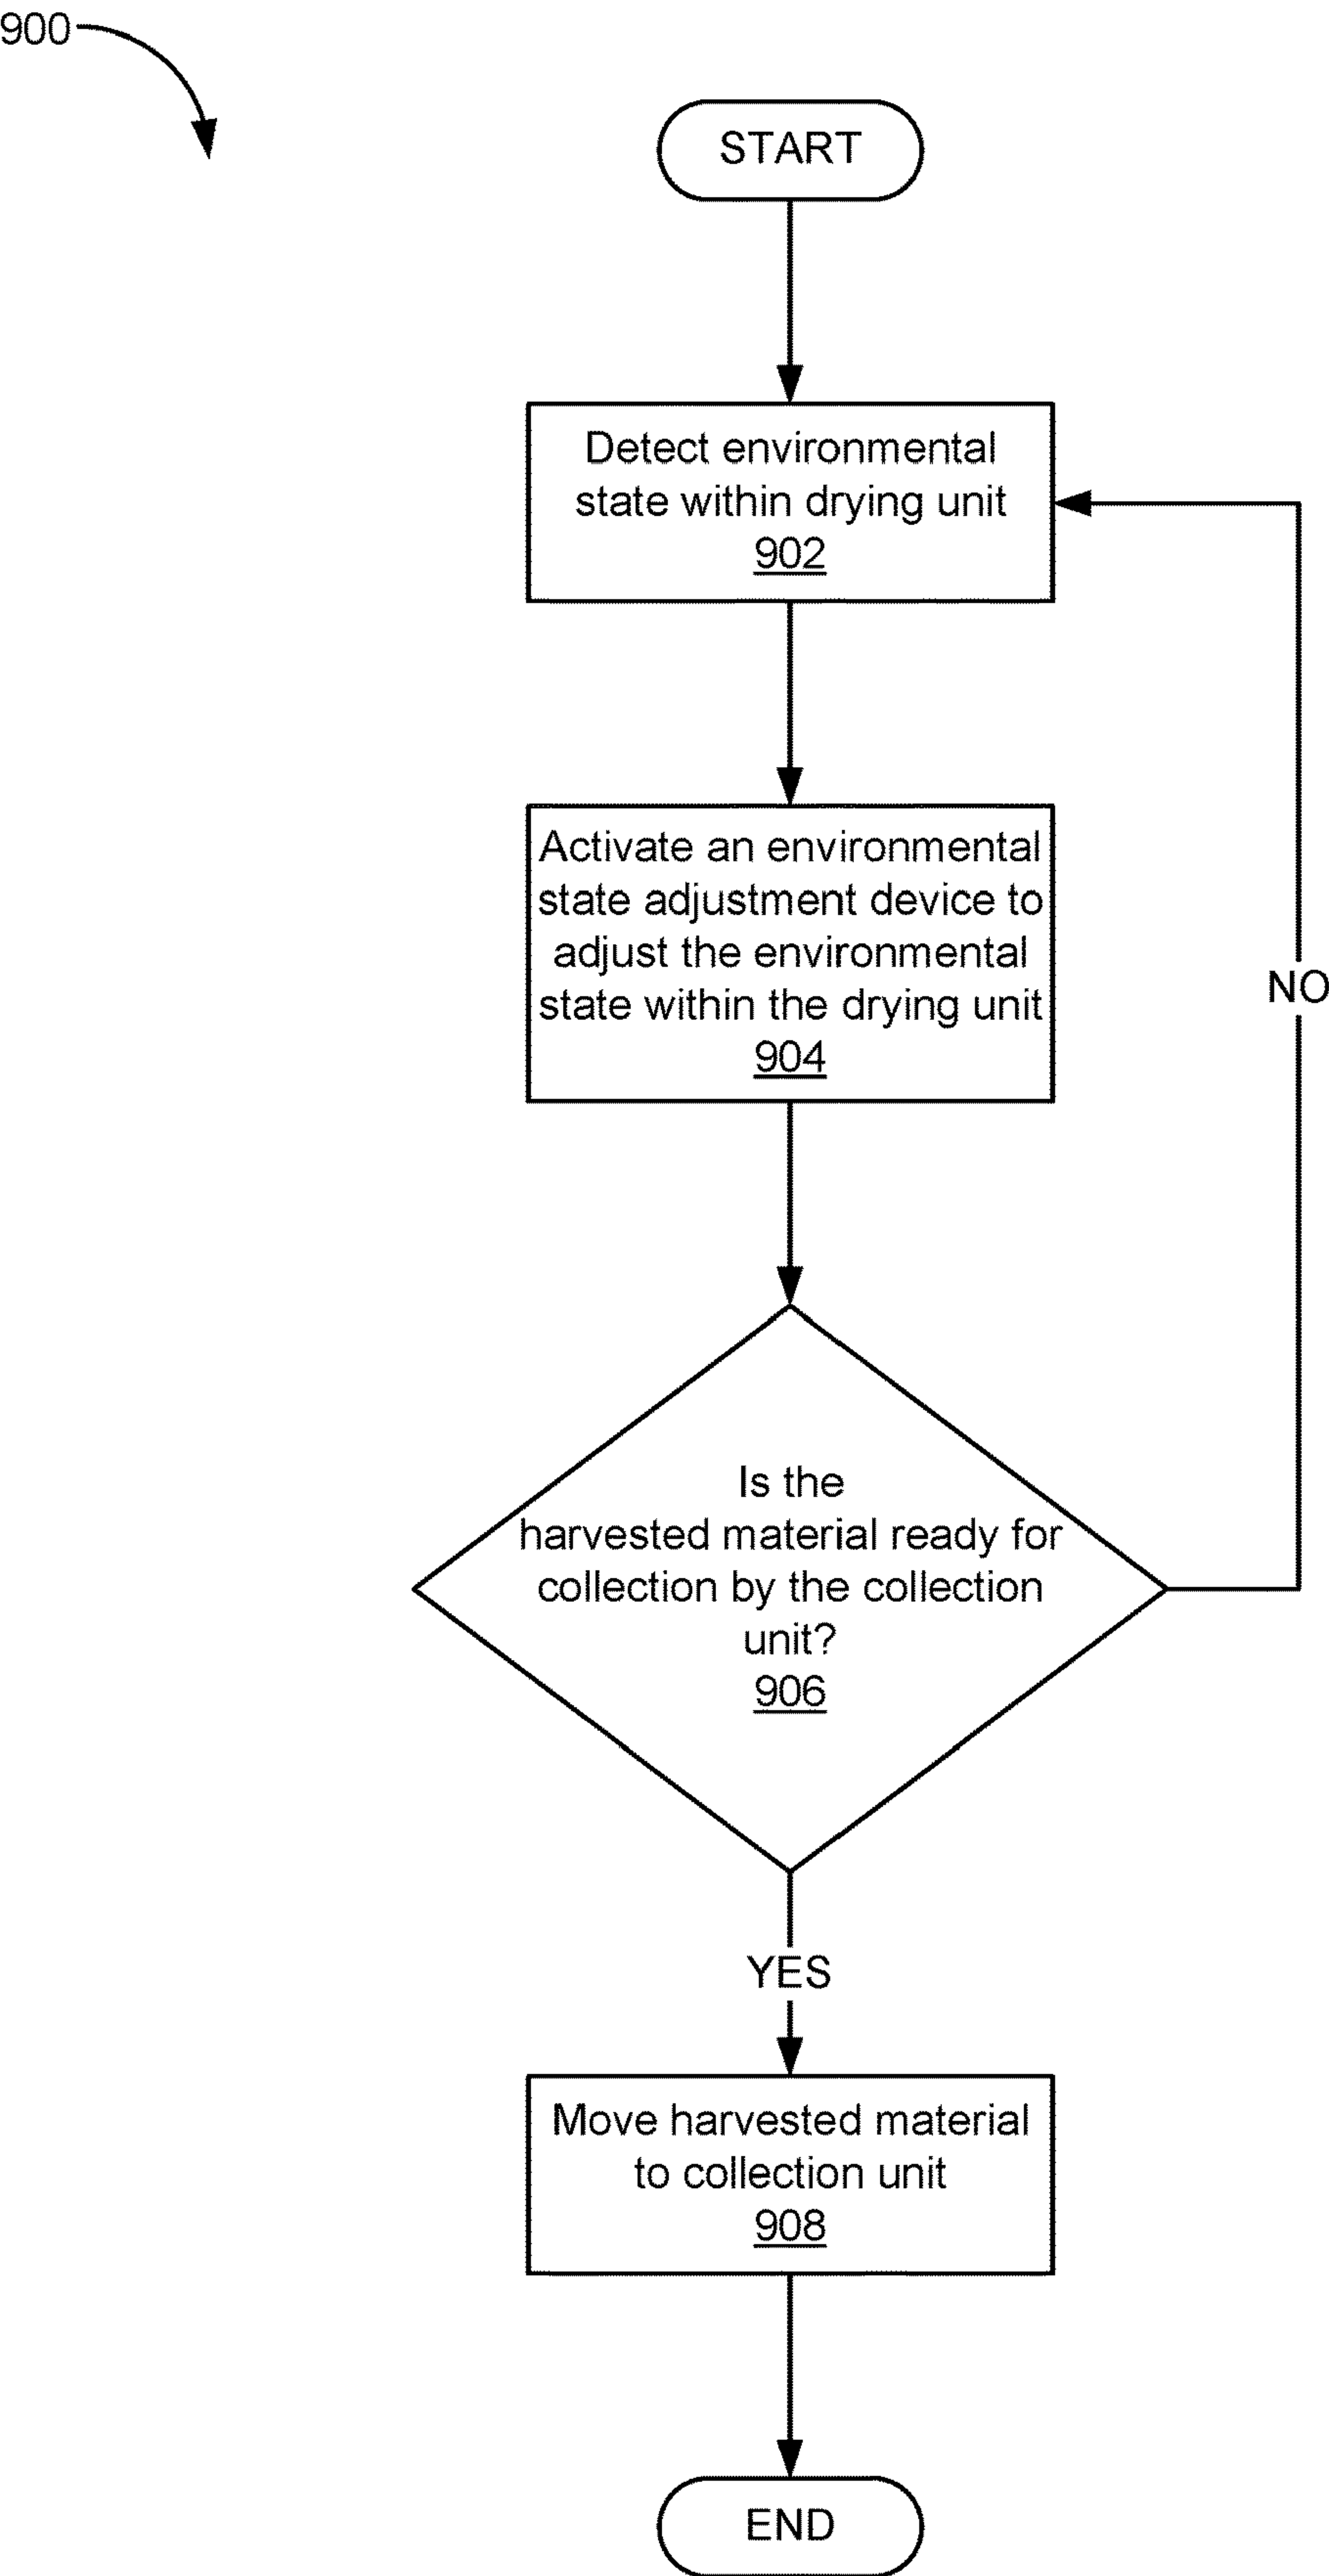 900
START
Detect environmental
state within drying unit
902
Activate an environmental
state adjustment device to
adjust the environmental
state within the drying unit
904
NO
Is the
harvested material ready for
collection by the collection
unit?
906
YES
Move harvested material
to collection unit
908
END